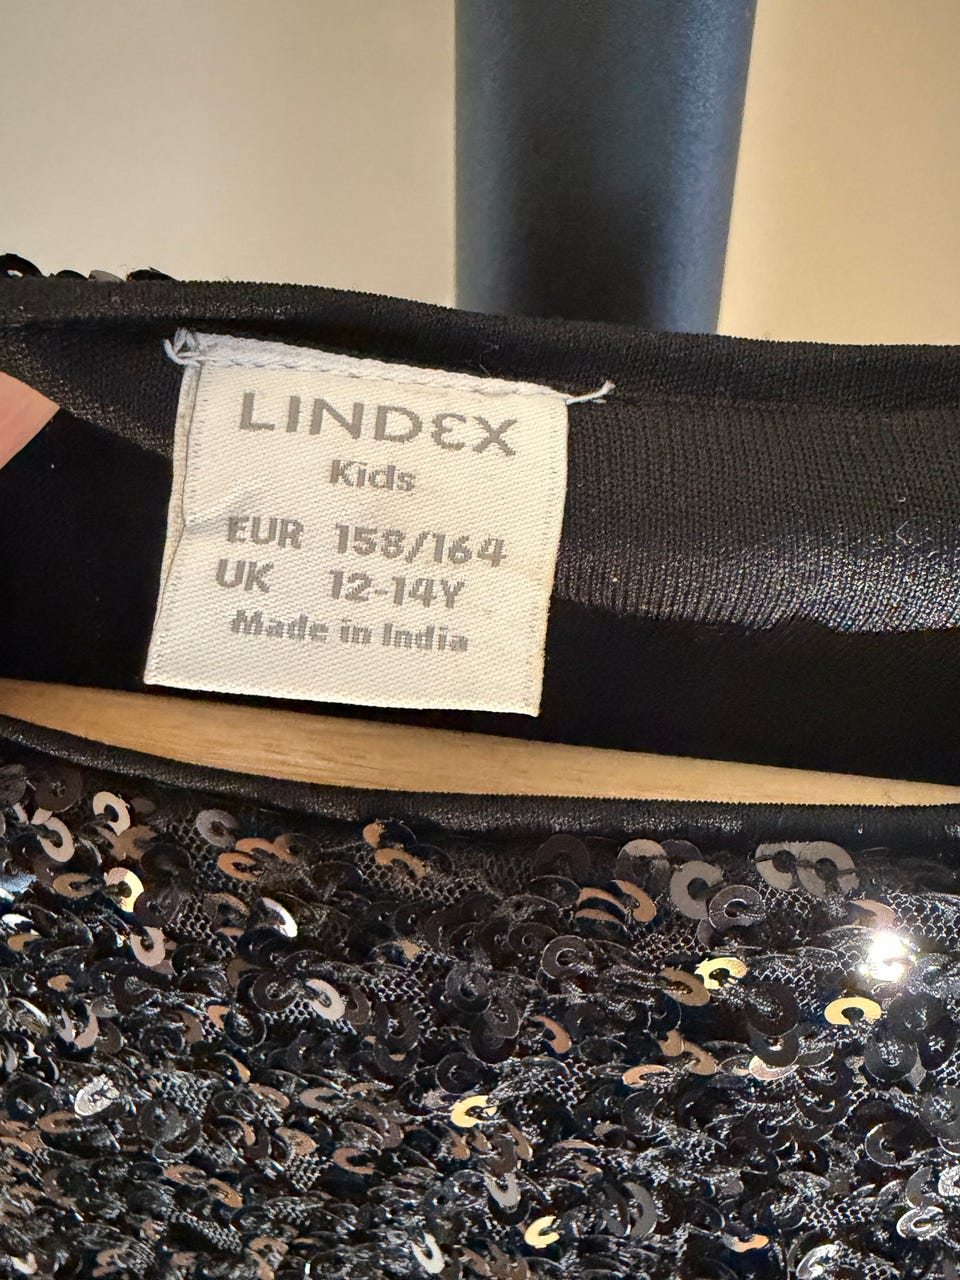 LINDEX
Kids
EUR 158/164
UK 12-14Y
Made in India